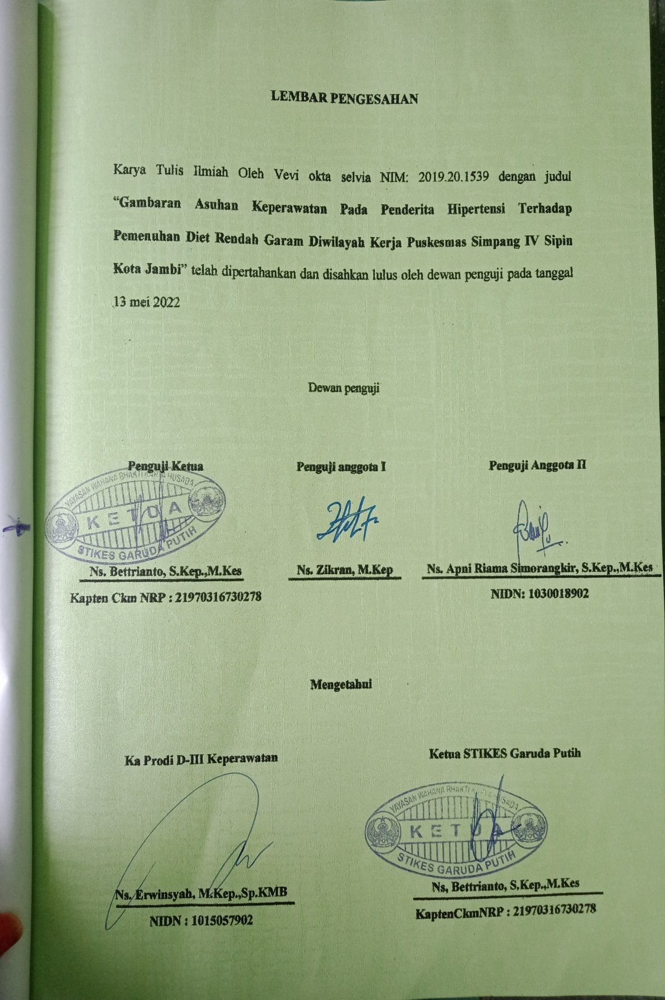 LEMBAR PENGESAHAN
Karya Tulis Ilmiah Oleh Vevi okta selvia NIM: 2019.20.1539 dengan judul
“Gambaran Asuhan Keperawatan Pada Penderita Hipertensi Terhadap
Pemenuhan Diet Rendah Garam Diwilayah Kerja Puskesmas Simpang IV Sipin
Kota Jambi” telah dipertahankan dan disahkan lulus oleh dewan penguji pada tanggal
13 mei 2022
Dewan penguji
Penguji Ketua
Penguji anggota I
Penguji Anggota II
YAYASAN WAHANA BHAKTI KARYA HUSADA
KETUA
STIKES GARUDA PUTIH
Ns. Bettrianto, S.Kep.,M.Kes
Ns. Zikran, M.Kep
Ns. Apni Riama Simorangkir, S.Kep.,M.Kes
Kapten Ckm NRP : 21970316730278
NIDN: 1030018902
Mengetahui
Ka Prodi D-III Keperawatan
Ketua STIKES Garuda Putih
YAYASAN WAHANA BHAKTI KARYA HUSADA
KETUA
STIKES GARUDA PUTIH
Ns. Erwinsyah, M.Kep.,Sp.KMB
Ns, Bettrianto, S.Kep.,M.Kes
NIDN : 1015057902
KaptenCkmNRP : 21970316730278